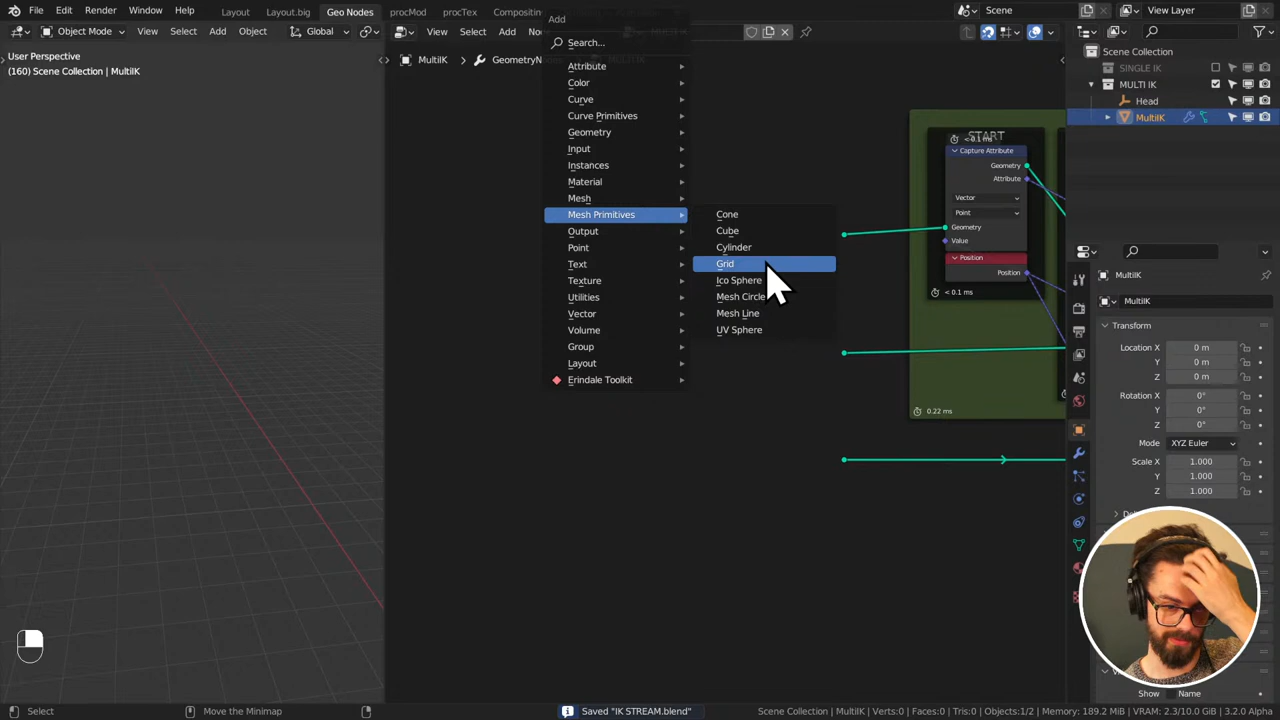 File Edit Render Window Help Layout Layout.big Geo Nodes procMod procTex Compositin Scene View Layer
Add
Object Mode View Select Add Object Global View Select Add No
Search...
User Perspective
(160) Scene Collection | MultiIK
MultiIK GeometryN
Attribute
Color
Curve
Curve Primitives
Geometry
Input
Instances
Material
Mesh
Mesh Primitives
Output
Point
Text
Texture
Utilities
Vector
Volume
Group
Layout
Erindale Toolkit
Cone
Cube
Cylinder
Grid
Ico Sphere
Mesh Circle
Mesh Line
UV Sphere
START
< 0.1 ms
Capture Attribute
Geometry
Attribute
Vector
Point
Geometry
Value
Position
Position
< 0.1 ms
0.22 ms
Scene Collection
SINGLE IK
MULTI IK
Head
MultiIK
MultiIK
MultiIK
Transform
Location X 0 m
Y 0 m
Z 0 m
Rotation X 0°
Y 0°
Z 0°
Mode XYZ Euler
Scale X 1.000
Y 1.000
Z 1.000
Show Name
Select Move the Minimap Saved "IK STREAM.blend" Scene Collection | MultiIK | Verts:0 | Faces:0 | Tris:0 | Objects:1/2 | Memory: 189.2 MiB | VRAM: 2.3/10.0 GiB | 3.2.0 Alpha